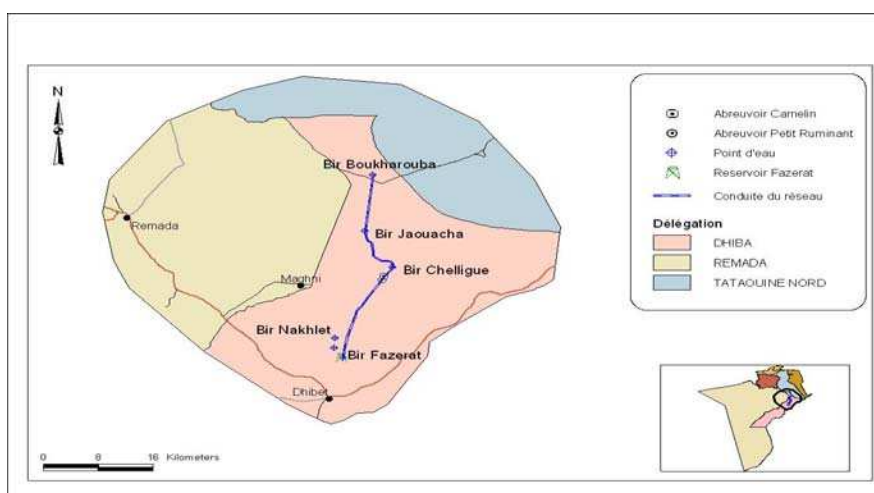 N
Bir Boukharouba
Remada
Bir Jaouacha
Bir Chelligue
Maghni
Bir Nakhlet
Bir Fazerat
Dhibet
0 8 16 Kilometers
Abreuvoir Camelin
Abreuvoir Petit Ruminant
Point d'eau
Reservoir Fazerat
Conduite du réseau
Délégation
DHIBA
REMADA
TATAOUINE NORD